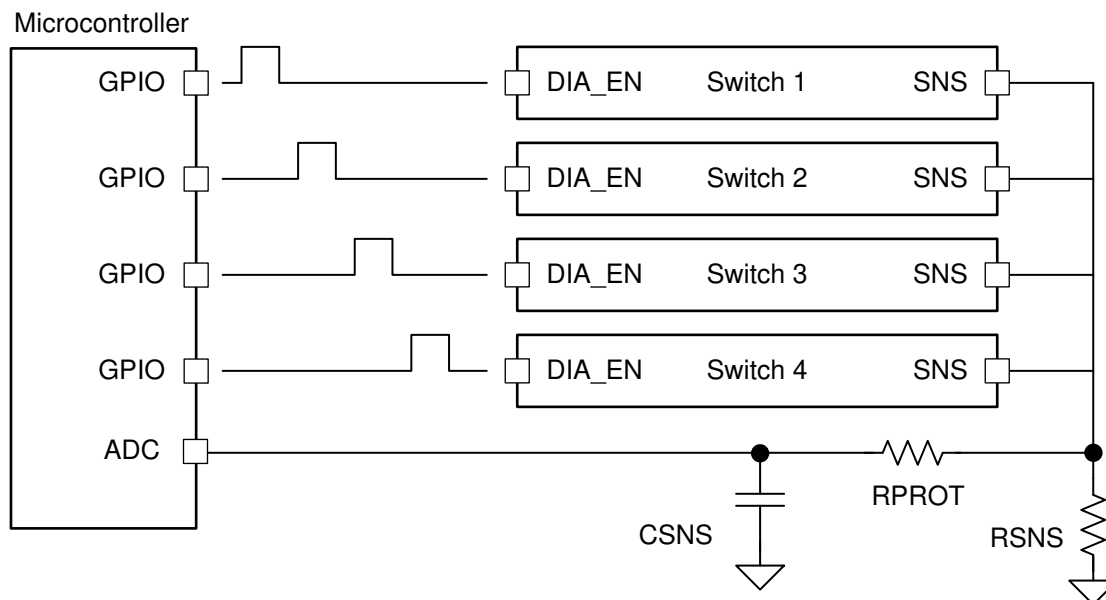 Microcontroller
GPIO DIA_EN Switch 1 SNS
GPIO DIA_EN Switch 2 SNS
GPIO DIA_EN Switch 3 SNS
GPIO DIA_EN Switch 4 SNS
ADC
RPROT
CSNS RSNS